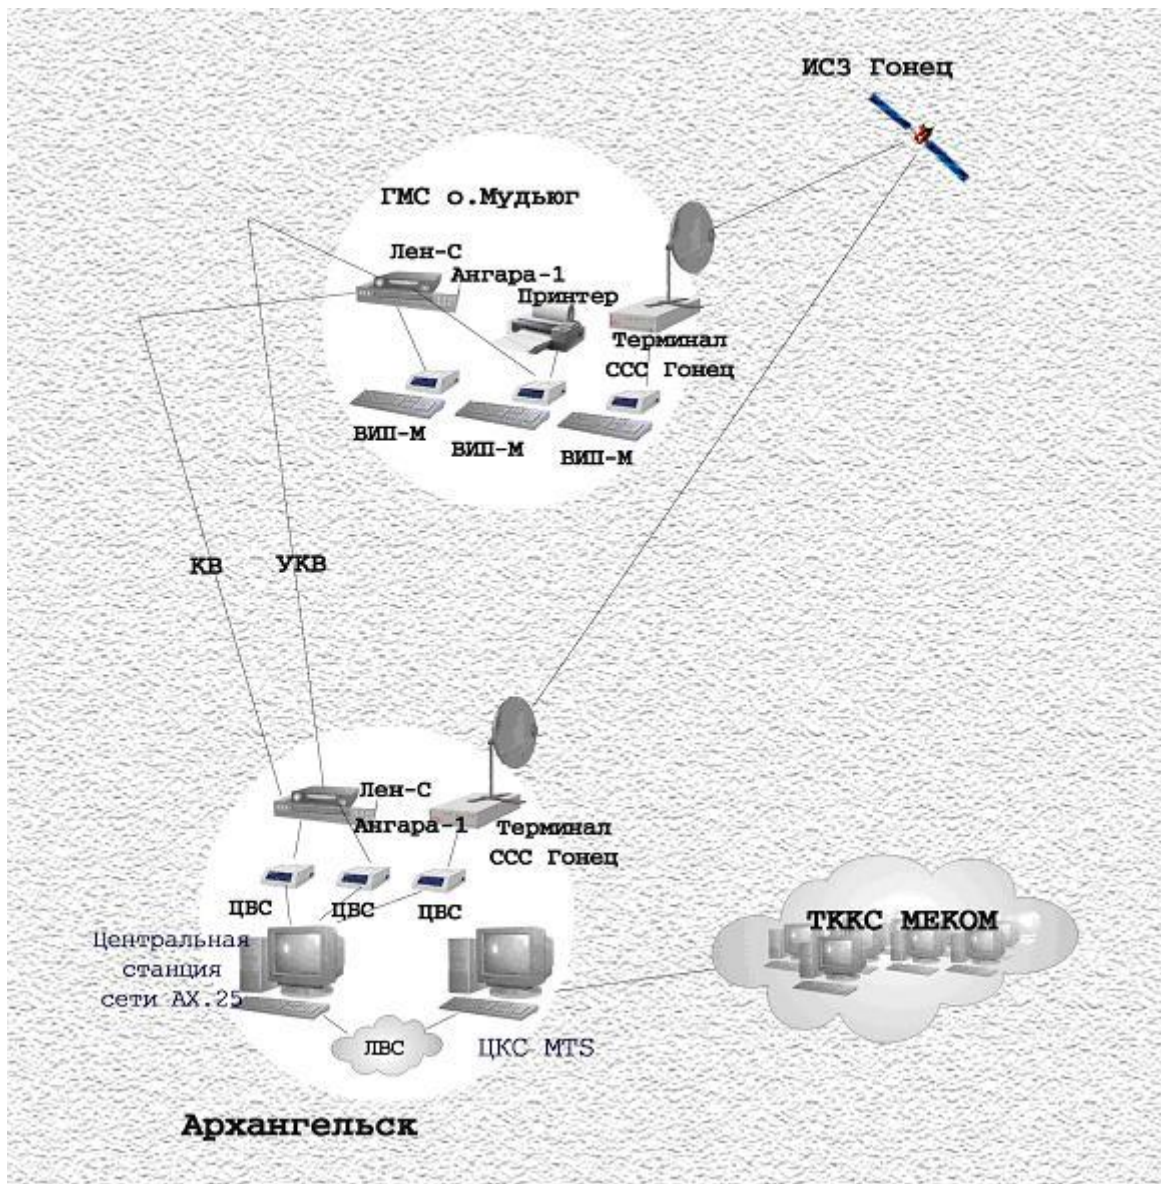 ИСЗ Гонец
ГМС о.Мудьюг
Лен-С
Ангара-1
Принтер
Терминал
ССС Гонец
ВИП-М
ВИП-М
ВИП-М
КВ
УКВ
Лен-С
Ангара-1
Терминал
ССС Гонец
ЦВС
ЦВС
ЦВС
ТККС МЕКОМ
Центральная
станция
сети AX.25
ЛВС
ЦКС MTS
Архангельск